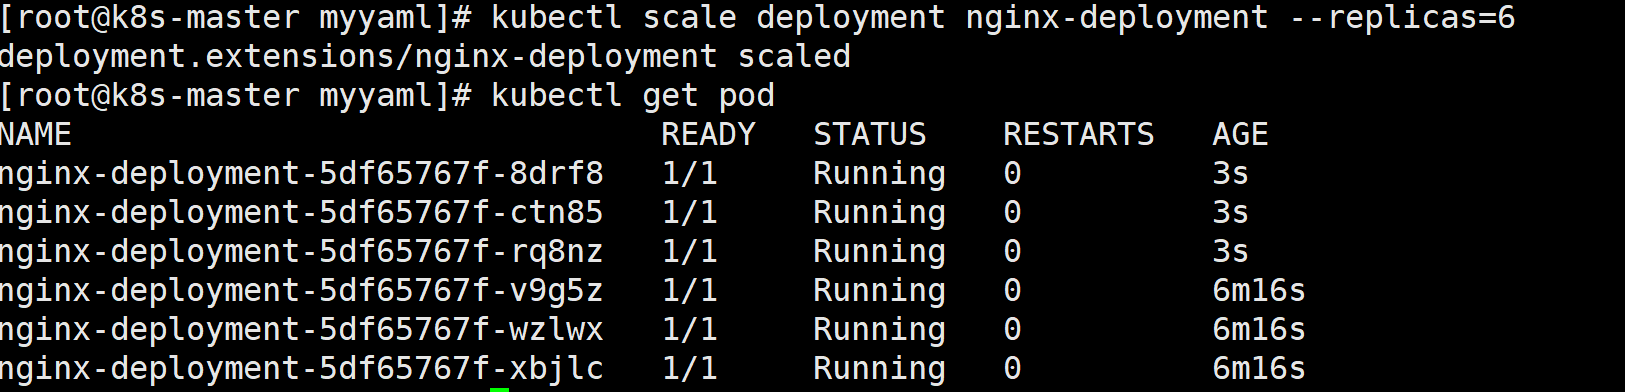 [root@k8s-master myyaml]# kubectl scale deployment nginx-deployment --replicas=6
deployment.extensions/nginx-deployment scaled
[root@k8s-master myyaml]# kubectl get pod
NAME                               READY   STATUS    RESTARTS   AGE
nginx-deployment-5df65767f-8drf8   1/1     Running   0          3s
nginx-deployment-5df65767f-ctn85   1/1     Running   0          3s
nginx-deployment-5df65767f-rq8nz   1/1     Running   0          3s
nginx-deployment-5df65767f-v9g5z   1/1     Running   0          6m16s
nginx-deployment-5df65767f-wzlwx   1/1     Running   0          6m16s
nginx-deployment-5df65767f-xbjlc   1/1     Running   0          6m16s